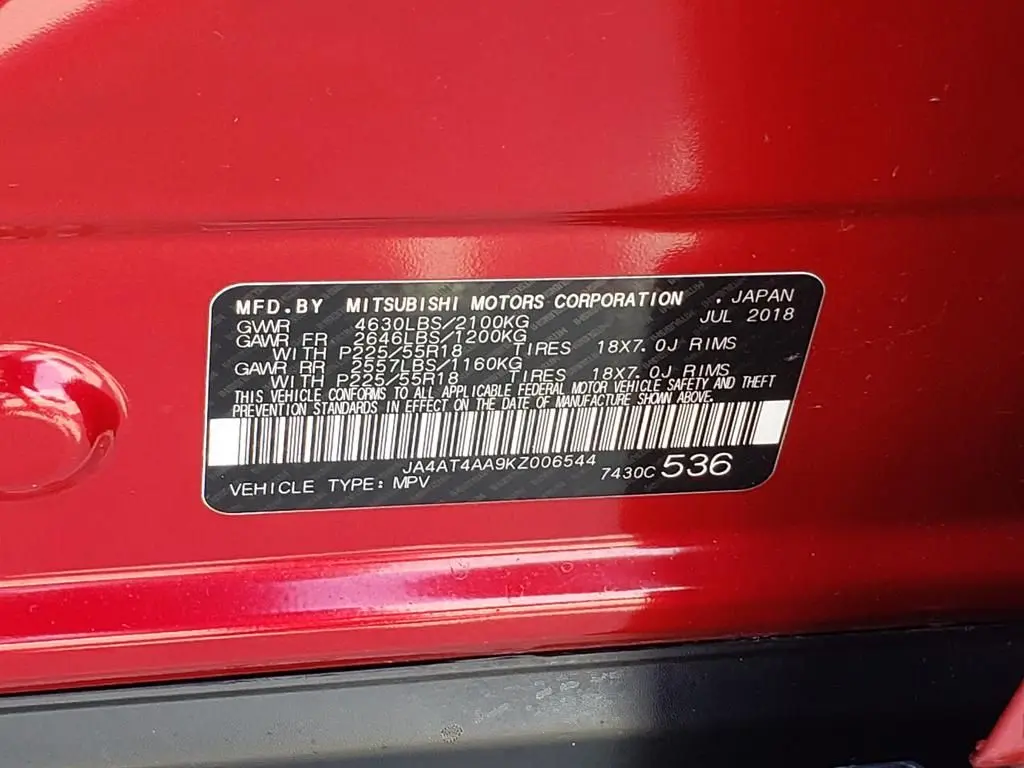 MFD.BY MITSUBISHI MOTORS CORPORATION . JAPAN
GVWR 4630LBS/2100KG JUL 2018
GAWR FR 2646LBS/1200KG
WITH P225/55R18 TIRES 18X7.0J RIMS
GAWR RR 2557LBS/1160KG
WITH P225/55R18 TIRES 18X7.0J RIMS
THIS VEHICLE CONFORMS TO ALL APPLICABLE FEDERAL MOTOR VEHICLE SAFETY AND THEFT
PREVENTION STANDARDS IN EFFECT ON THE DATE OF MANUFACTURE SHOWN ABOVE.
JA4AT4AA9KZ006544
VEHICLE TYPE: MPV 7430C 536